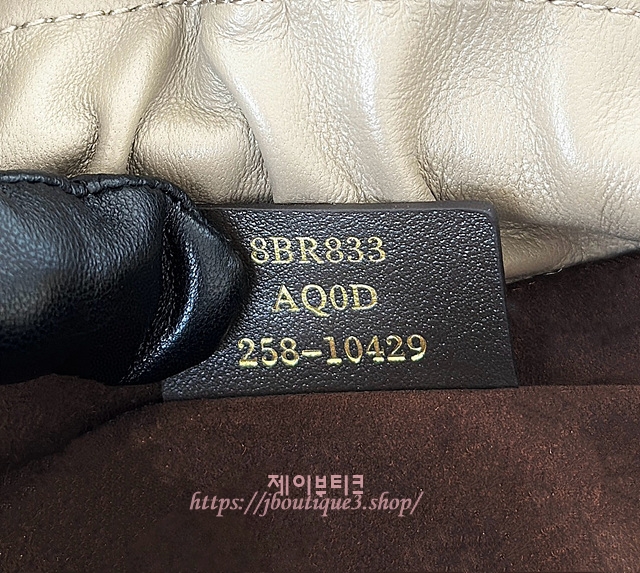 8BR833
AQ0D
258-10429
제이부티크
https://jboutique3.shop/